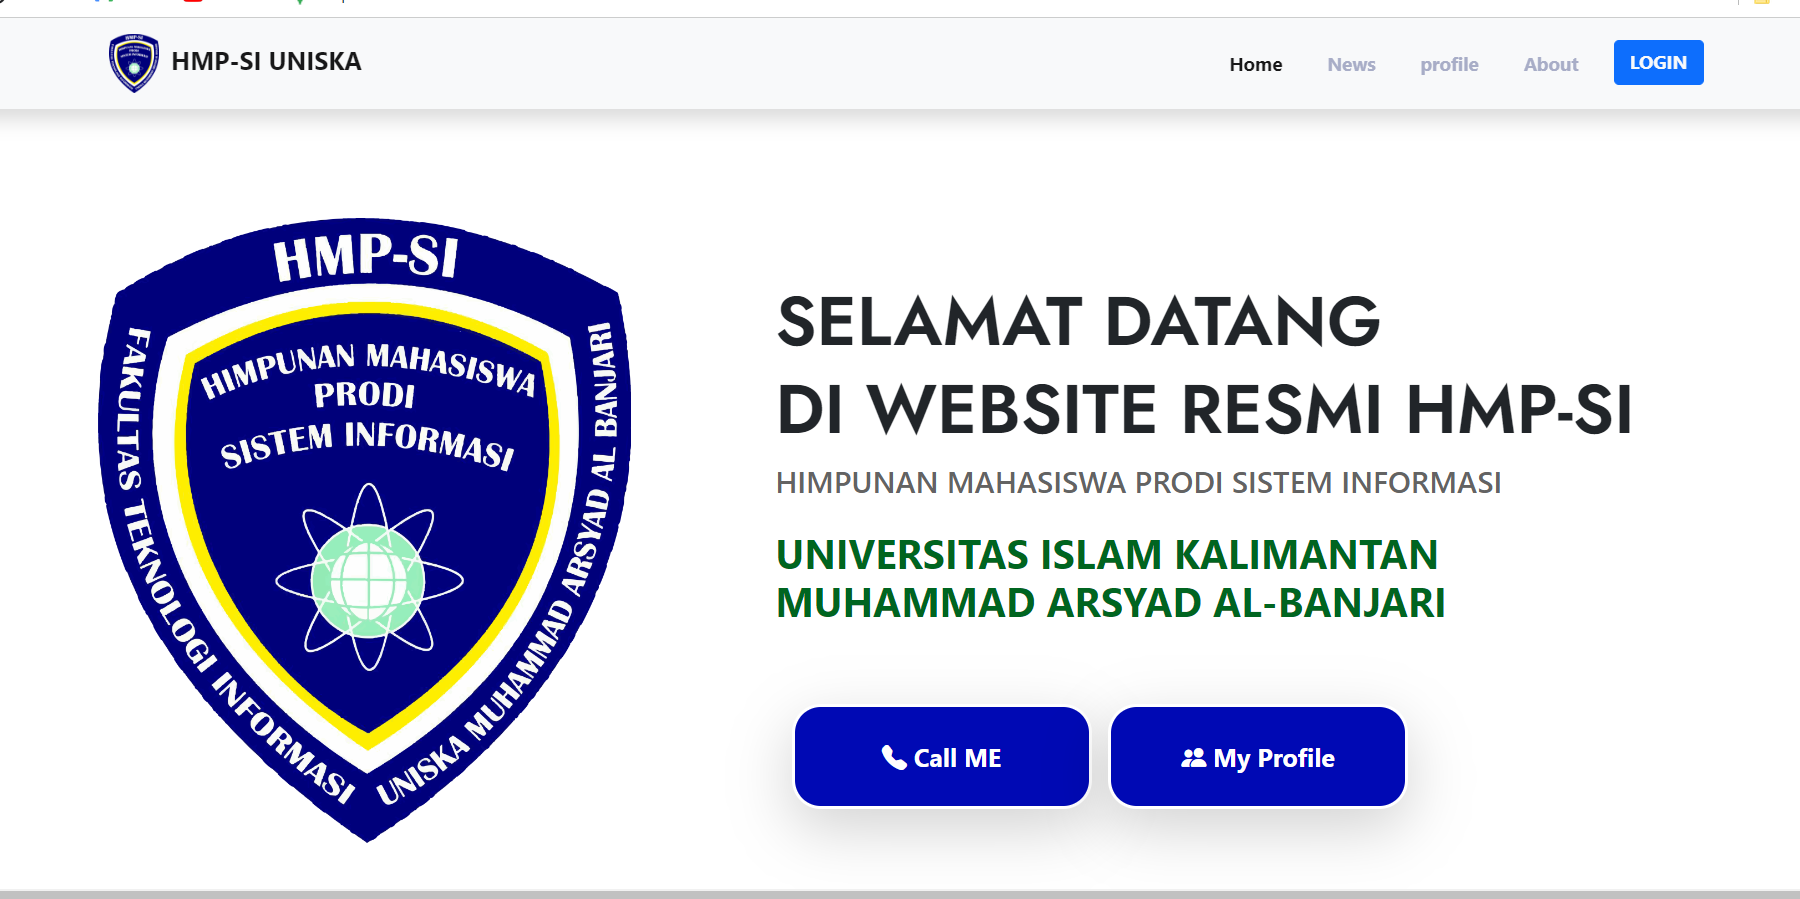 HMP-SI UNISKA
Home
News
profile
About
LOGIN
HMP-SI
HIMPUNAN MAHASISWA
PRODI
SISTEM INFORMASI
FAKULTAS TEKNOLOGI INFORMASI
UNISKA MUHAMMAD ARSYAD AL BANJARI
SELAMAT DATANG
DI WEBSITE RESMI HMP-SI
HIMPUNAN MAHASISWA PRODI SISTEM INFORMASI
UNIVERSITAS ISLAM KALIMANTAN
MUHAMMAD ARSYAD AL-BANJARI
Call ME
My Profile